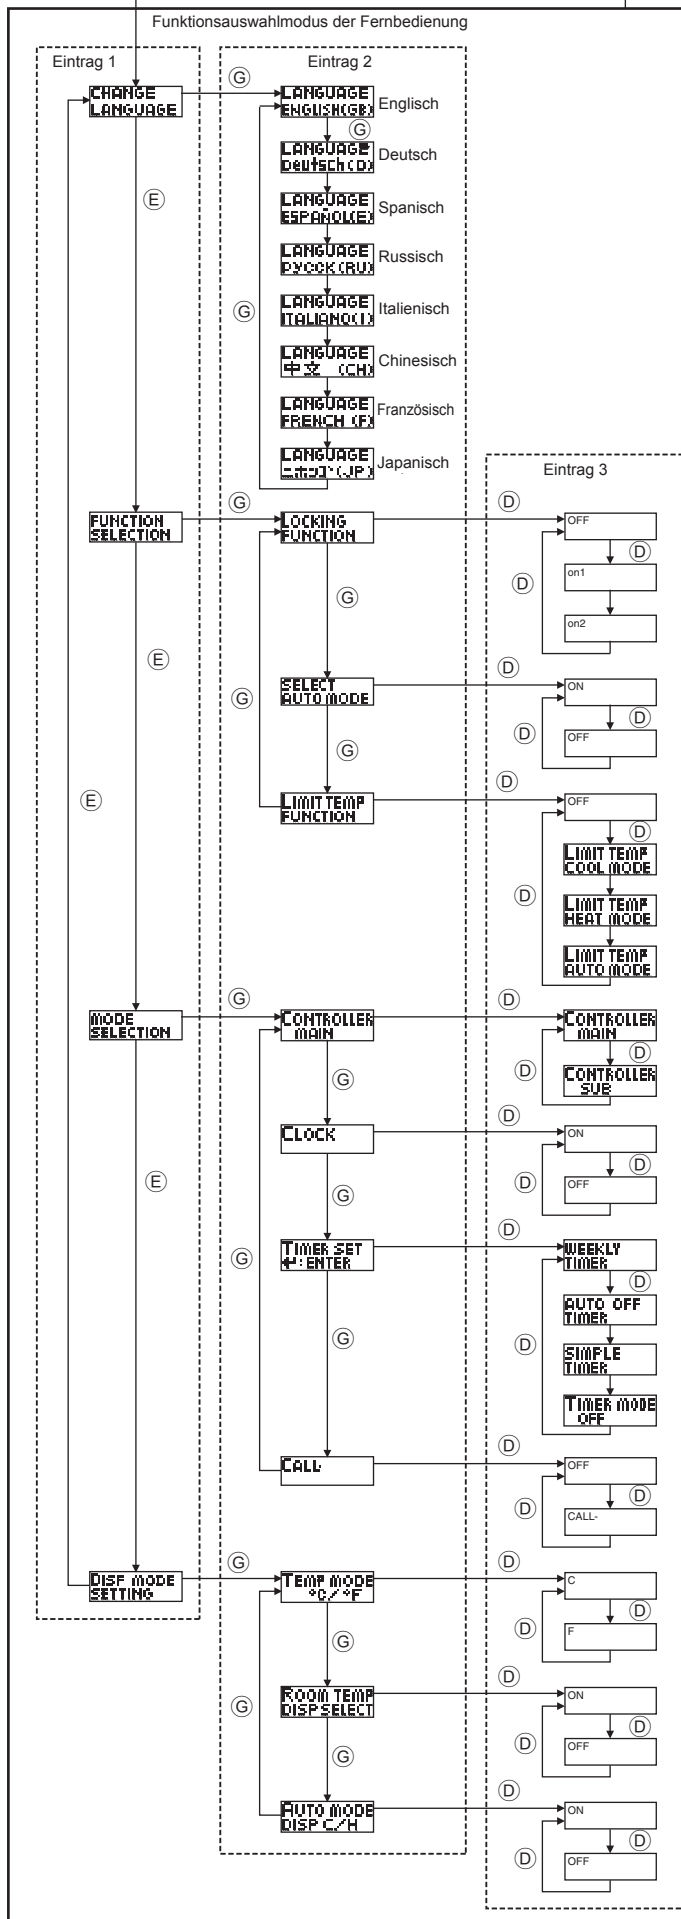 Funktionsauswahlmodus der Fernbedienung
Eintrag 1
Eintrag 2
CHANGE
LANGUAGE
G
LANGUAGE
ENGLISH(GB)
Englisch
G
LANGUAGE
Deutsch(D)
Deutsch
E
LANGUAGE
ESPAÑOL(E)
Spanisch
LANGUAGE
РУССК(RU)
Russisch
G
LANGUAGE
ITALIANO(I)
Italienisch
LANGUAGE
中文 (CH)
Chinesisch
LANGUAGE
FRENCH (F)
Französisch
LANGUAGE
ニホンゴ(JP)
Japanisch
Eintrag 3
FUNCTION
SELECTION
G
LOCKING
FUNCTION
D
OFF
D
D
on1
on2
G
E
G
SELECT
AUTO MODE
D
ON
D
D
OFF
G
E
LIMIT TEMP
FUNCTION
D
OFF
D
LIMIT TEMP
COOL MODE
D
LIMIT TEMP
HEAT MODE
LIMIT TEMP
AUTO MODE
MODE
SELECTION
G
CONTROLLER
MAIN
D
CONTROLLER
MAIN
D
D
CONTROLLER
SUB
G
CLOCK
D
ON
D
D
OFF
E
G
G
TIMER SET
↵:ENTER
D
WEEKLY
TIMER
D
AUTO OFF
TIMER
D
SIMPLE
TIMER
TIMER MODE
OFF
G
CALL-
D
OFF
D
D
CALL-
DISP MODE
SETTING
G
TEMP MODE
°C/°F
D
C
D
D
F
G
G
ROOM TEMP
DISP SELECT
D
ON
D
D
OFF
G
AUTO MODE
DISP C/H
D
ON
D
D
OFF